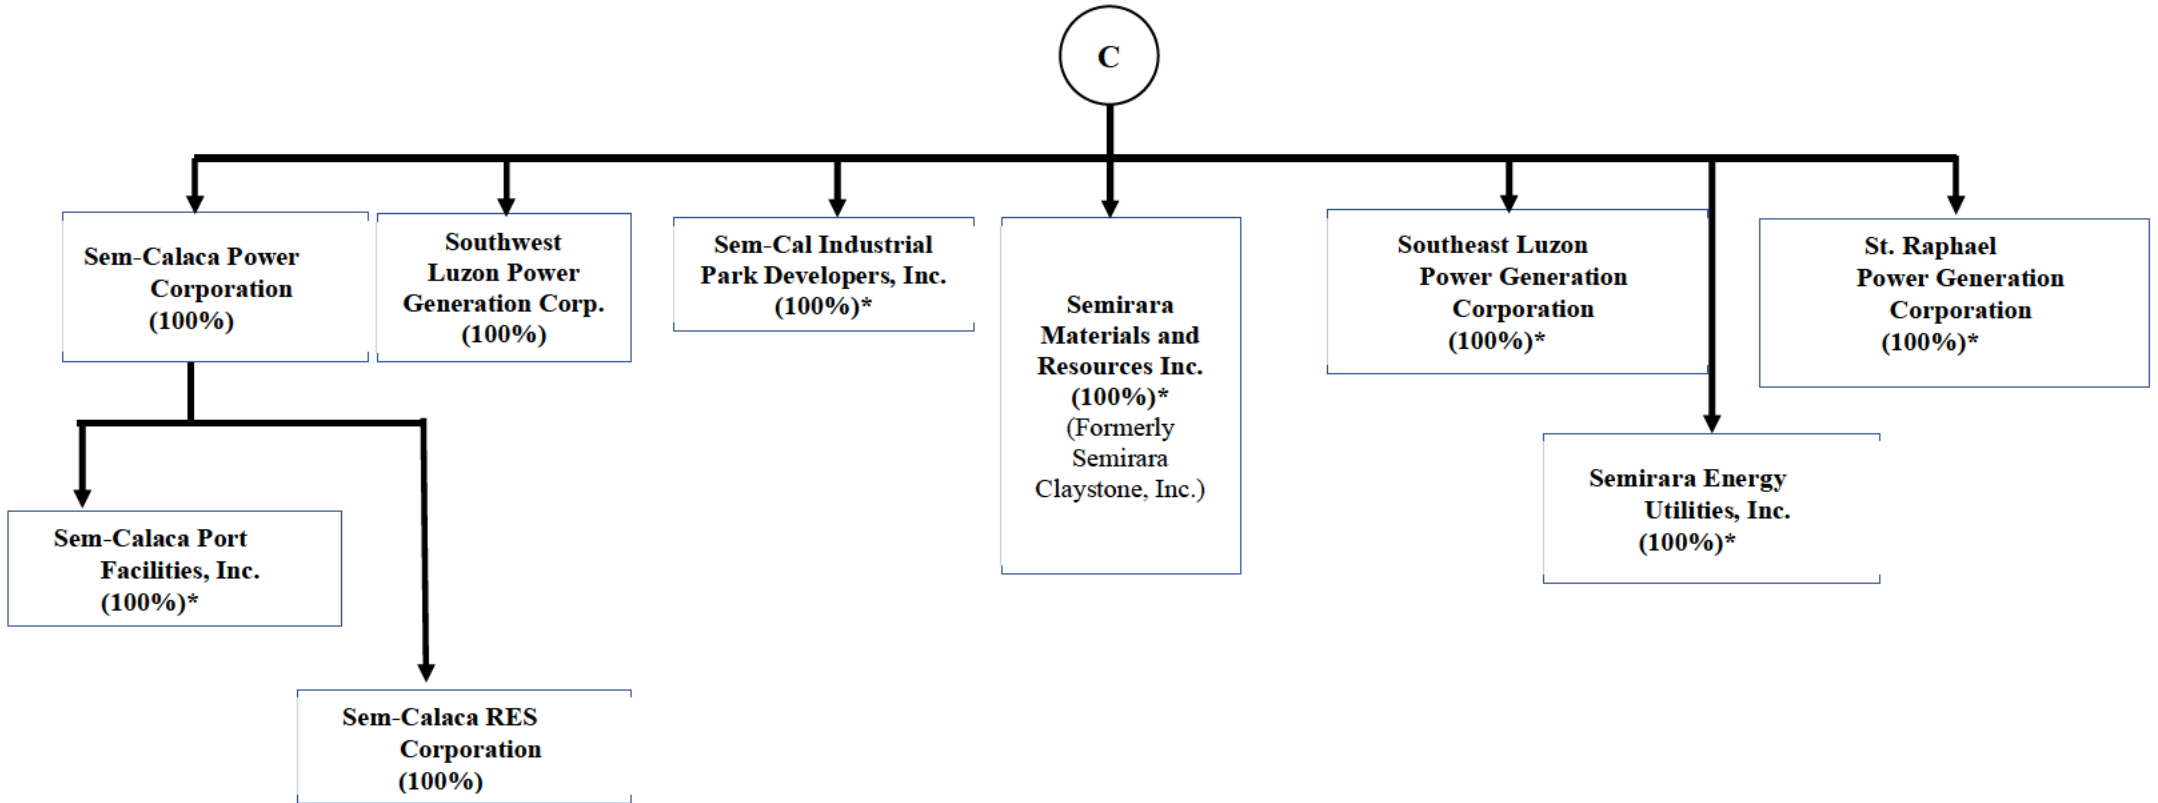 C
Sem-Calaca Power
Corporation
(100%)
Southwest
Luzon Power
Generation Corp.
(100%)
Sem-Cal Industrial
Park Developers, Inc.
(100%)*
Semirara
Materials and
Resources Inc.
(100%)*
(Formerly
Semirara
Claystone, Inc.)
Southeast Luzon
Power Generation
Corporation
(100%)*
St. Raphael
Power Generation
Corporation
(100%)*
Semirara Energy
Utilities, Inc.
(100%)*
Sem-Calaca Port
Facilities, Inc.
(100%)*
Sem-Calaca RES
Corporation
(100%)